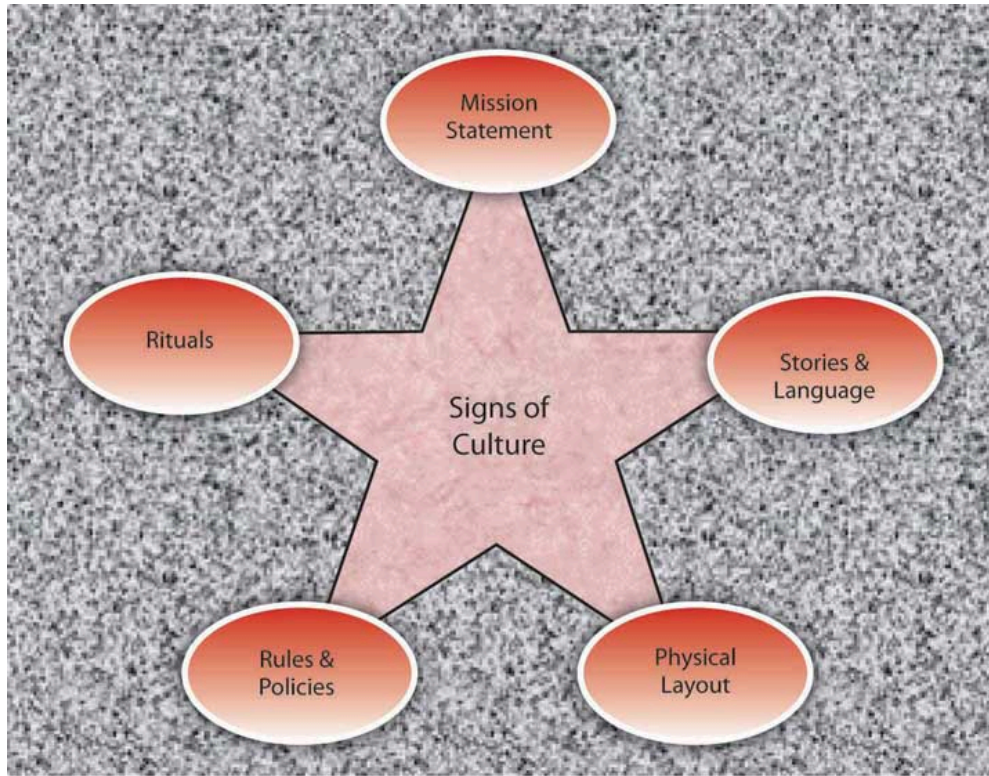 Mission
Statement
Rituals
Stories &
Language
Signs of
Culture
Rules &
Policies
Physical
Layout